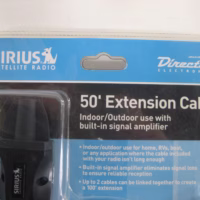 SIRIUS
SATELLITE RADIO
Direct
ELECTRONICS
50' Extension Cab
Indoor/Outdoor use with
built-in signal amplifier
• Indoor/outdoor use for home, RVs, boat,
or any application where the cable included
with your radio isn't long enough
• Built-in signal amplifier eliminates signal loss
to ensure reliable reception
• Up to 2 cables can be linked together to create
a 100' extension
SIRIUS